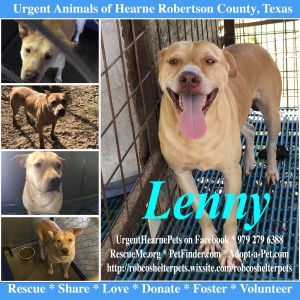 Urgent Animals of Hearne Robertson County, Texas
Lenny
UrgentHearnePets on Facebook * 979 279 6388
RescueMe.org * PetFinder.com * Adopt-a-Pet.com
http://robcoshelterpets.wixsite.com/robcoshelterpets
Rescue * Share * Love * Donate * Foster * Volunteer